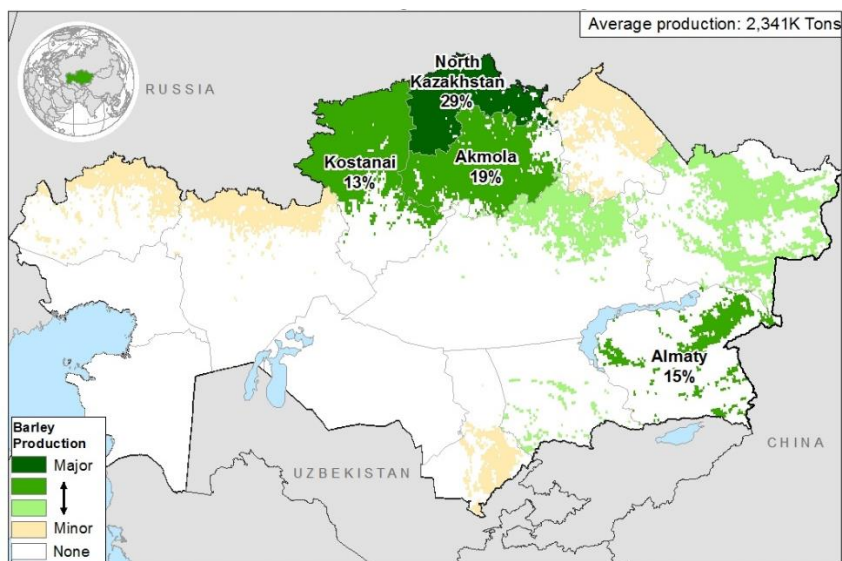 Average production: 2,341K Tons
RUSSIA
North
Kazakhstan
29%
Kostanai
13%
Akmola
19%
Almaty
15%
CHINA
UZBEKISTAN
Barley
Production
Major
Minor
None